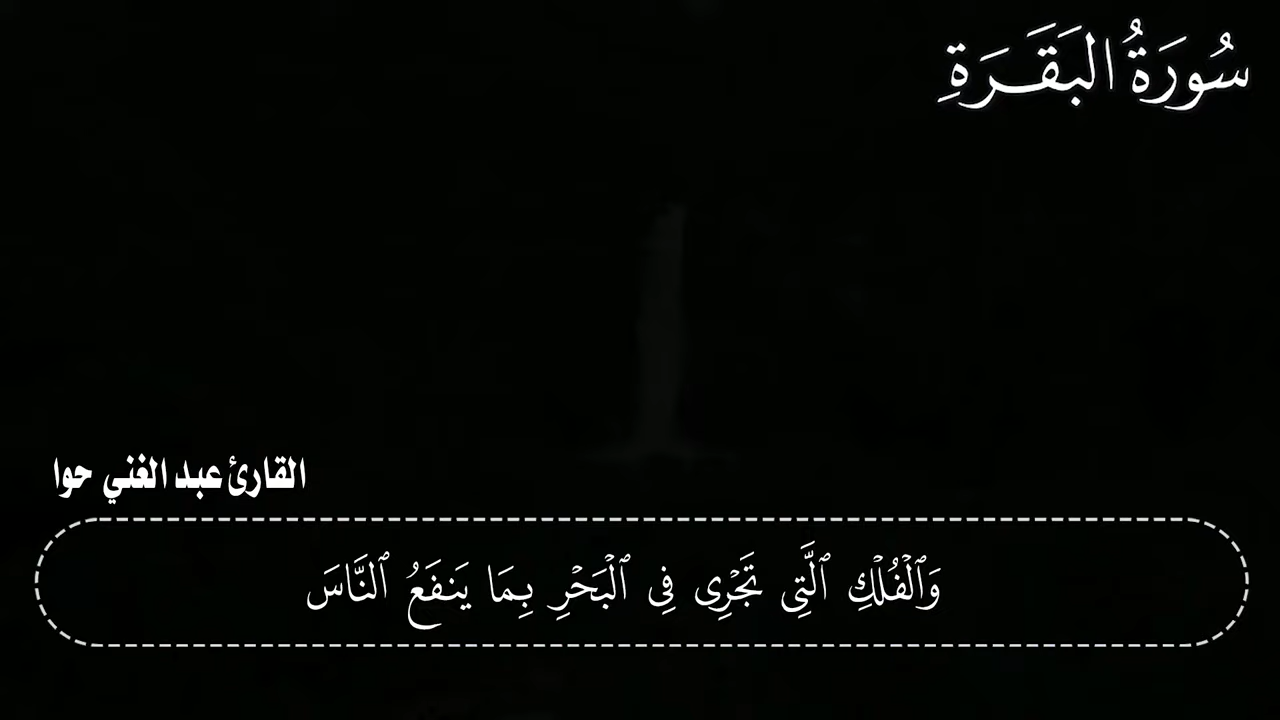 سُورَةُ البَقَرَةِ
القارئ عبد الغني حوا
وَٱلْفُلْكِ ٱلَّتِى تَجْرِى فِى ٱلْبَحْرِ بِمَا يَنفَعُ ٱلنَّاسَ